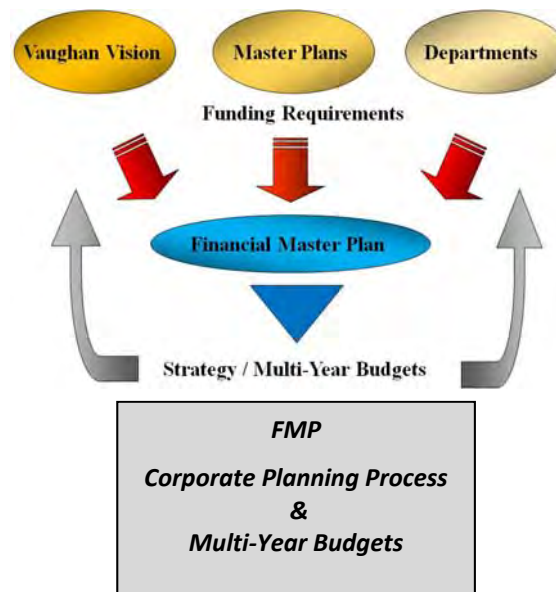 Vaughan Vision
Master Plans
Departments
Funding Requirements
Financial Master Plan
Strategy / Multi-Year Budgets
FMP
Corporate Planning Process
&
Multi-Year Budgets